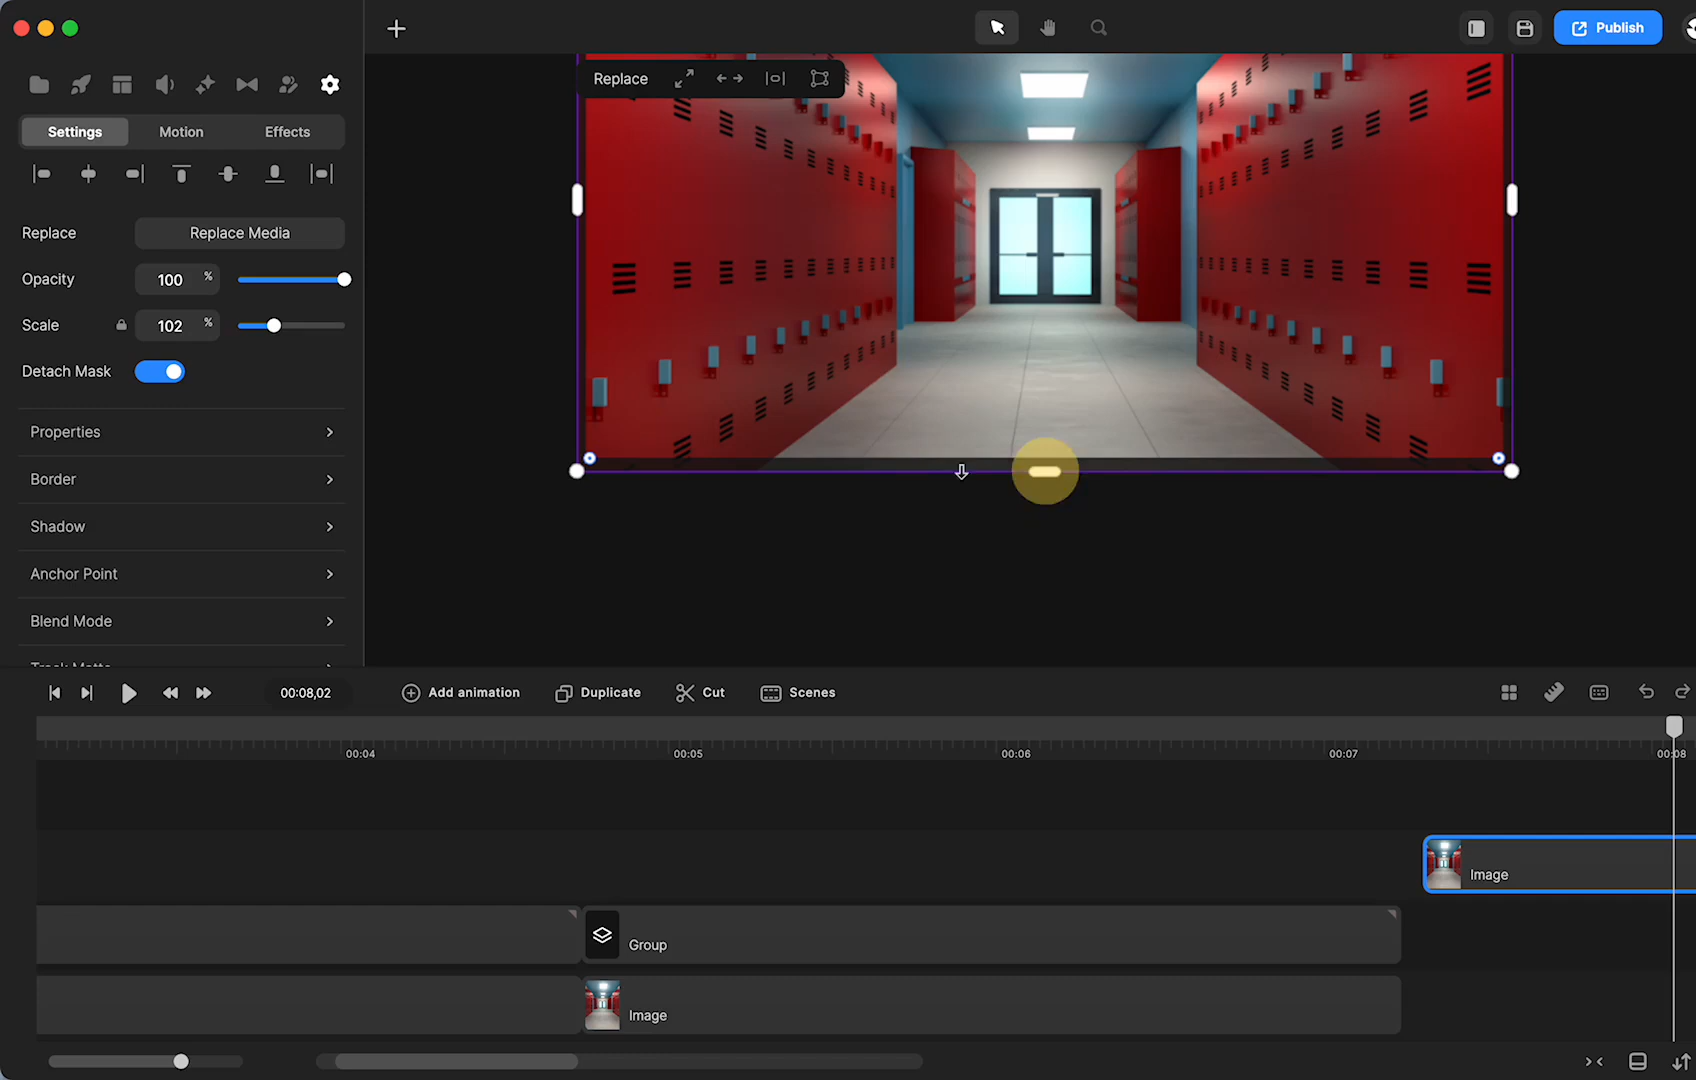 Publish
Replace
Settings Motion Effects
Replace Replace Media
Opacity 100 %
Scale 102 %
Detach Mask
Properties
Border
Shadow
Anchor Point
Blend Mode
Track Matte
00:08,02 Add animation Duplicate Cut Scenes
00:04 00:05 00:06 00:07 00:08
Image
Group
Image